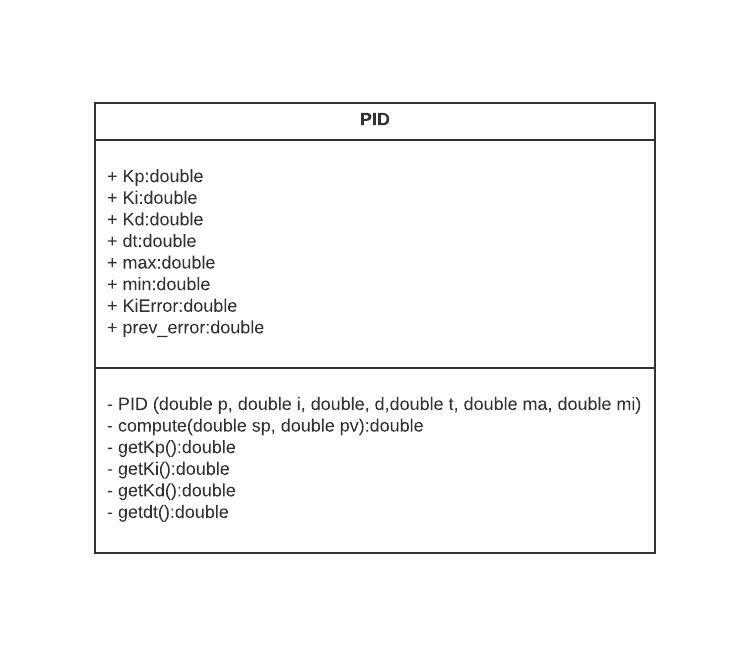 PID
+ Kp:double
+ Ki:double
+ Kd:double
+ dt:double
+ max:double
+ min:double
+ KiError:double
+ prev_error:double
- PID (double p, double i, double, d,double t, double ma, double mi)
- compute(double sp, double pv):double
- getKp():double
- getKi():double
- getKd():double
- getdt():double